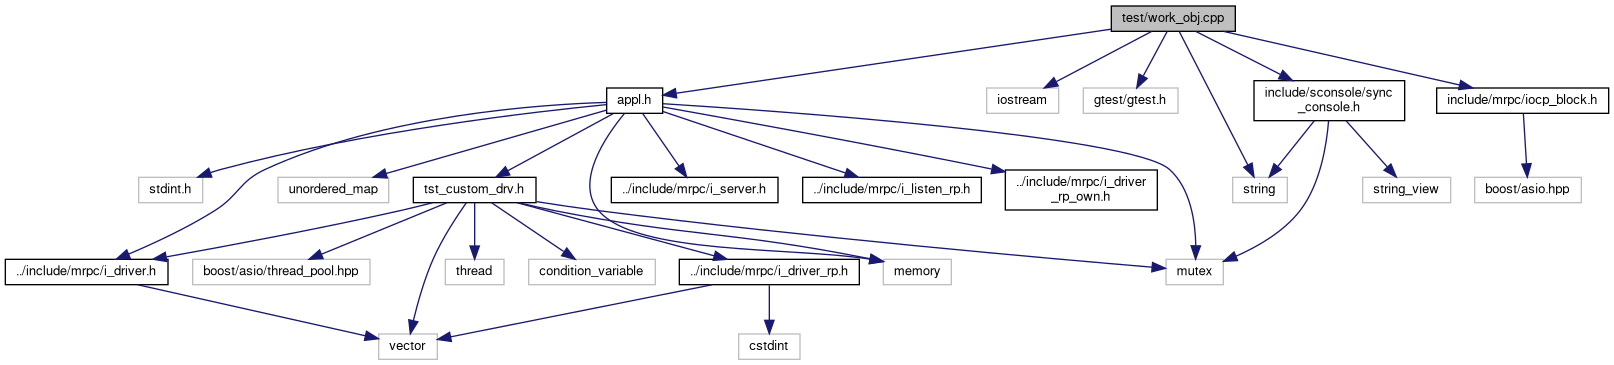 test/work_obj.cpp
appl.h
iostream
gtest/gtest.h
include/sconsole/sync
_console.h
include/mrpc/iocp_block.h
stdint.h
unordered_map
tst_custom_drv.h
../include/mrpc/i_server.h
../include/mrpc/i_listen_rp.h
../include/mrpc/i_driver
_rp_own.h
string
string_view
boost/asio.hpp
../include/mrpc/i_driver.h
boost/asio/thread_pool.hpp
thread
condition_variable
../include/mrpc/i_driver_rp.h
memory
mutex
vector
cstdint